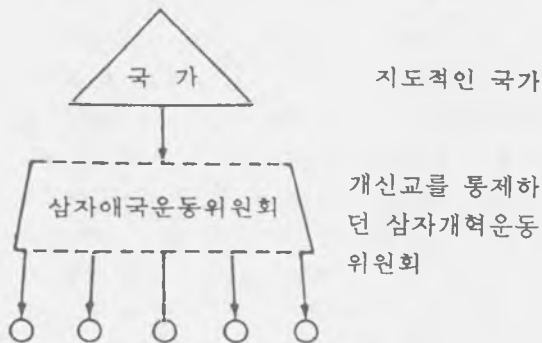 국 가
지도적인 국가
삼자애국운동위원회
개신교를 통제하
던 삼자개혁운동
위원회